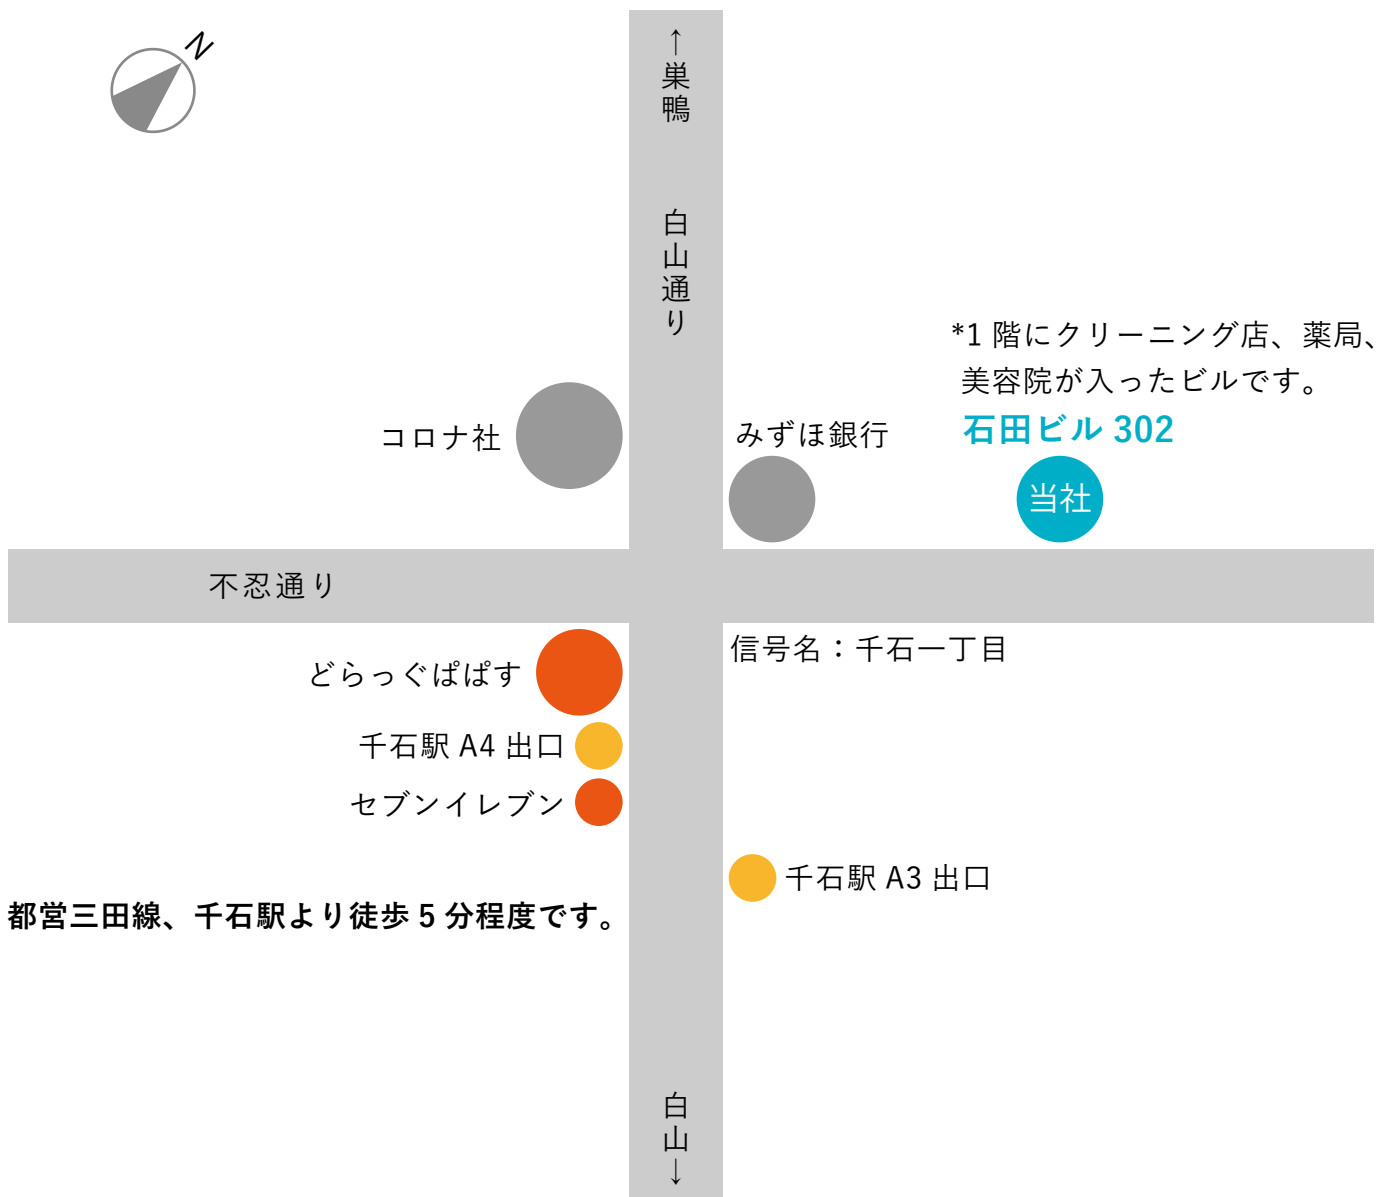 N
↑巣鴨
白山通り
*1 階にクリーニング店、薬局、
美容院が入ったビルです。
石田ビル 302
コロナ社
みずほ銀行
当社
不忍通り
信号名：千石一丁目
どらっぐぱぱす
千石駅 A4 出口
セブンイレブン
千石駅 A3 出口
都営三田線、千石駅より徒歩 5 分程度です。
白山↓